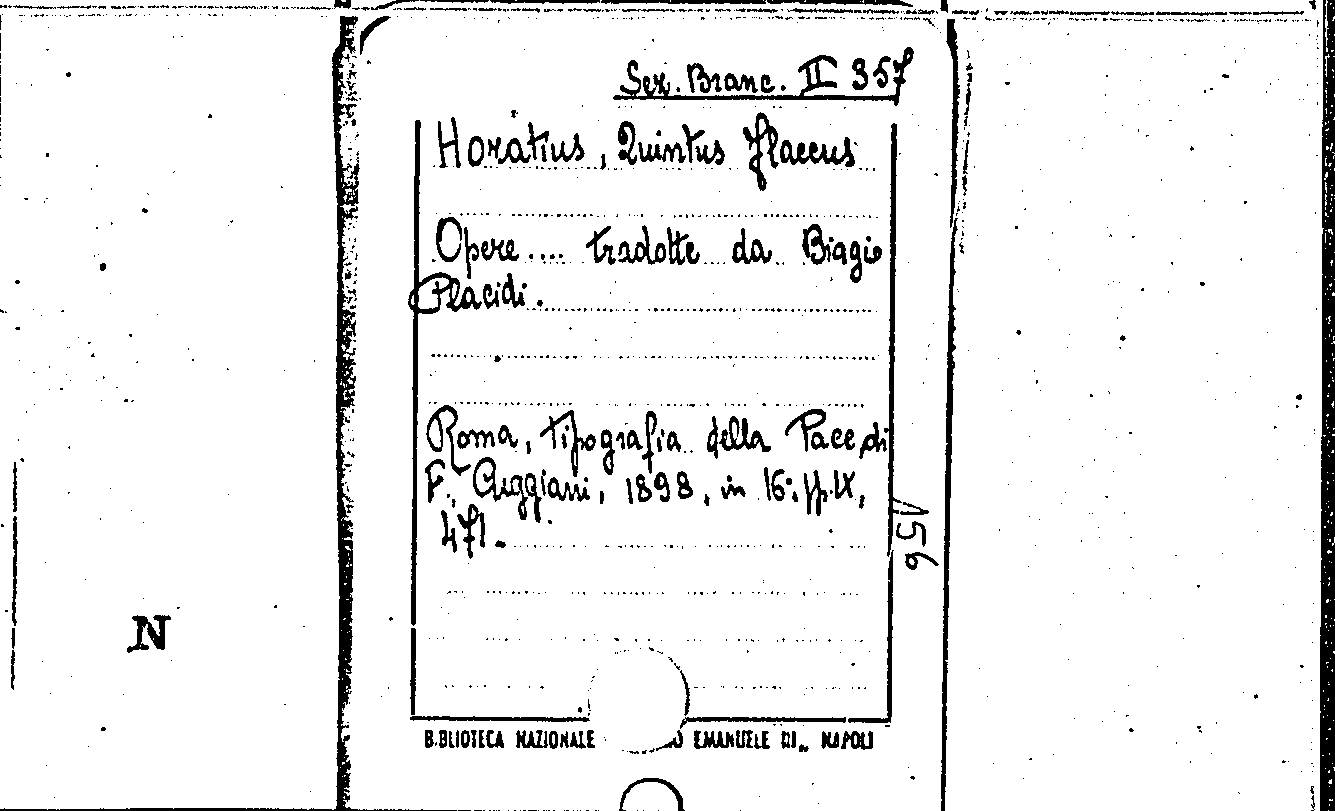 Sez. Branc. II 357
Horatius, Quintus Flaccus
Opere.... tradotte da Biagio
Placidi.
Roma, tipografia della Pace di
F. Cuggiani, 1898, in 16°, pp. IX,
471.
156
N
B.BLIOTECA NAZIONALE O EMANUELE III„ NAPOLI